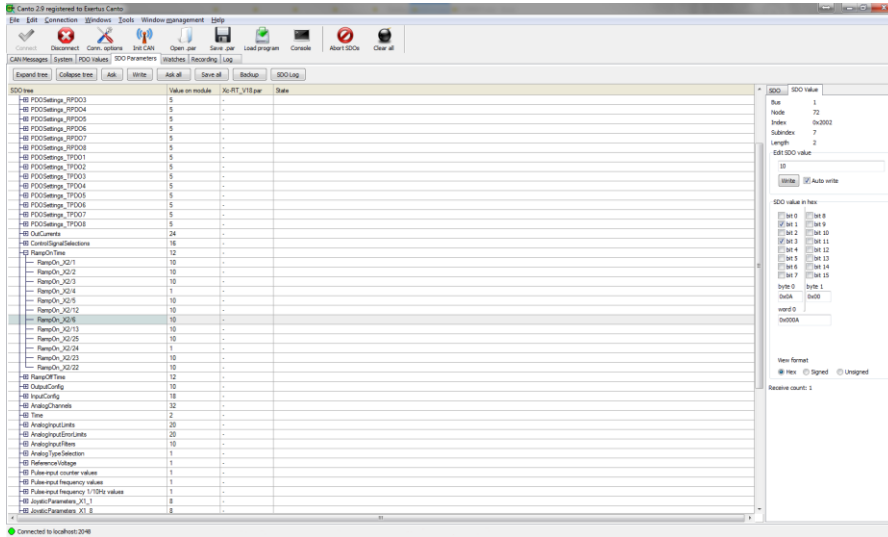 Canto 2.9 registered to Exertus Canto
File Edit Connection Windows Tools Window management Help
Connect Disconnect Conn. options Init CAN Open .par Save .par Load program Console Abort SDOs Clear all
CAN Messages System PDO Values SDO Parameters Watches Recording Log
Expand tree Collapse tree Ask Write Ask all Save all Backup SDO Log
SDO tree Value on module Xc-RT_V18.par State
PDOSettings_RPDO3 5 -
PDOSettings_RPDO4 5 -
PDOSettings_RPDO5 5 -
PDOSettings_RPDO6 5 -
PDOSettings_RPDO7 5 -
PDOSettings_RPDO8 5 -
PDOSettings_TPDO1 5 -
PDOSettings_TPDO2 5 -
PDOSettings_TPDO3 5 -
PDOSettings_TPDO4 5 -
PDOSettings_TPDO5 5 -
PDOSettings_TPDO6 5 -
PDOSettings_TPDO7 5 -
PDOSettings_TPDO8 5 -
OutCurrents 24 -
ControlSignalSelections 16 -
RampOnTime 12 -
RampOn_X2/1 10 -
RampOn_X2/2 10 -
RampOn_X2/3 10 -
RampOn_X2/4 1 -
RampOn_X2/5 10 -
RampOn_X2/12 10 -
RampOn_X2/6 10 -
RampOn_X2/13 10 -
RampOn_X2/25 10 -
RampOn_X2/24 1 -
RampOn_X2/23 10 -
RampOn_X2/22 10 -
RampOffTime 12 -
OutputConfig 10 -
InputConfig 18 -
AnalogChannels 32 -
Time 2 -
AnalogInputLimits 20 -
AnalogInputErrorLimits 20 -
AnalogInputFilters 10 -
AnalogTypeSelection 1 -
ReferenceVoltage 1 -
Pulse-input counter values 1 -
Pulse-input frequency values 1 -
Pulse-input frequency 1/10Hz values 1 -
JoysticParameters_X1_1 8 -
JoysticParameters_X1_8 8 -
SDO SDO Value
Bus 1
Node 72
Index 0x2002
Subindex 7
Length 2
Edit SDO value
10
Write Auto write
SDO value in hex
bit 0 bit 8
bit 1 bit 9
bit 2 bit 10
bit 3 bit 11
bit 4 bit 12
bit 5 bit 13
bit 6 bit 14
bit 7 bit 15
byte 0 byte 1
0x0A 0x00
word 0
0x000A
View format
Hex Signed Unsigned
Receive count: 1
Connected to localhost:2048